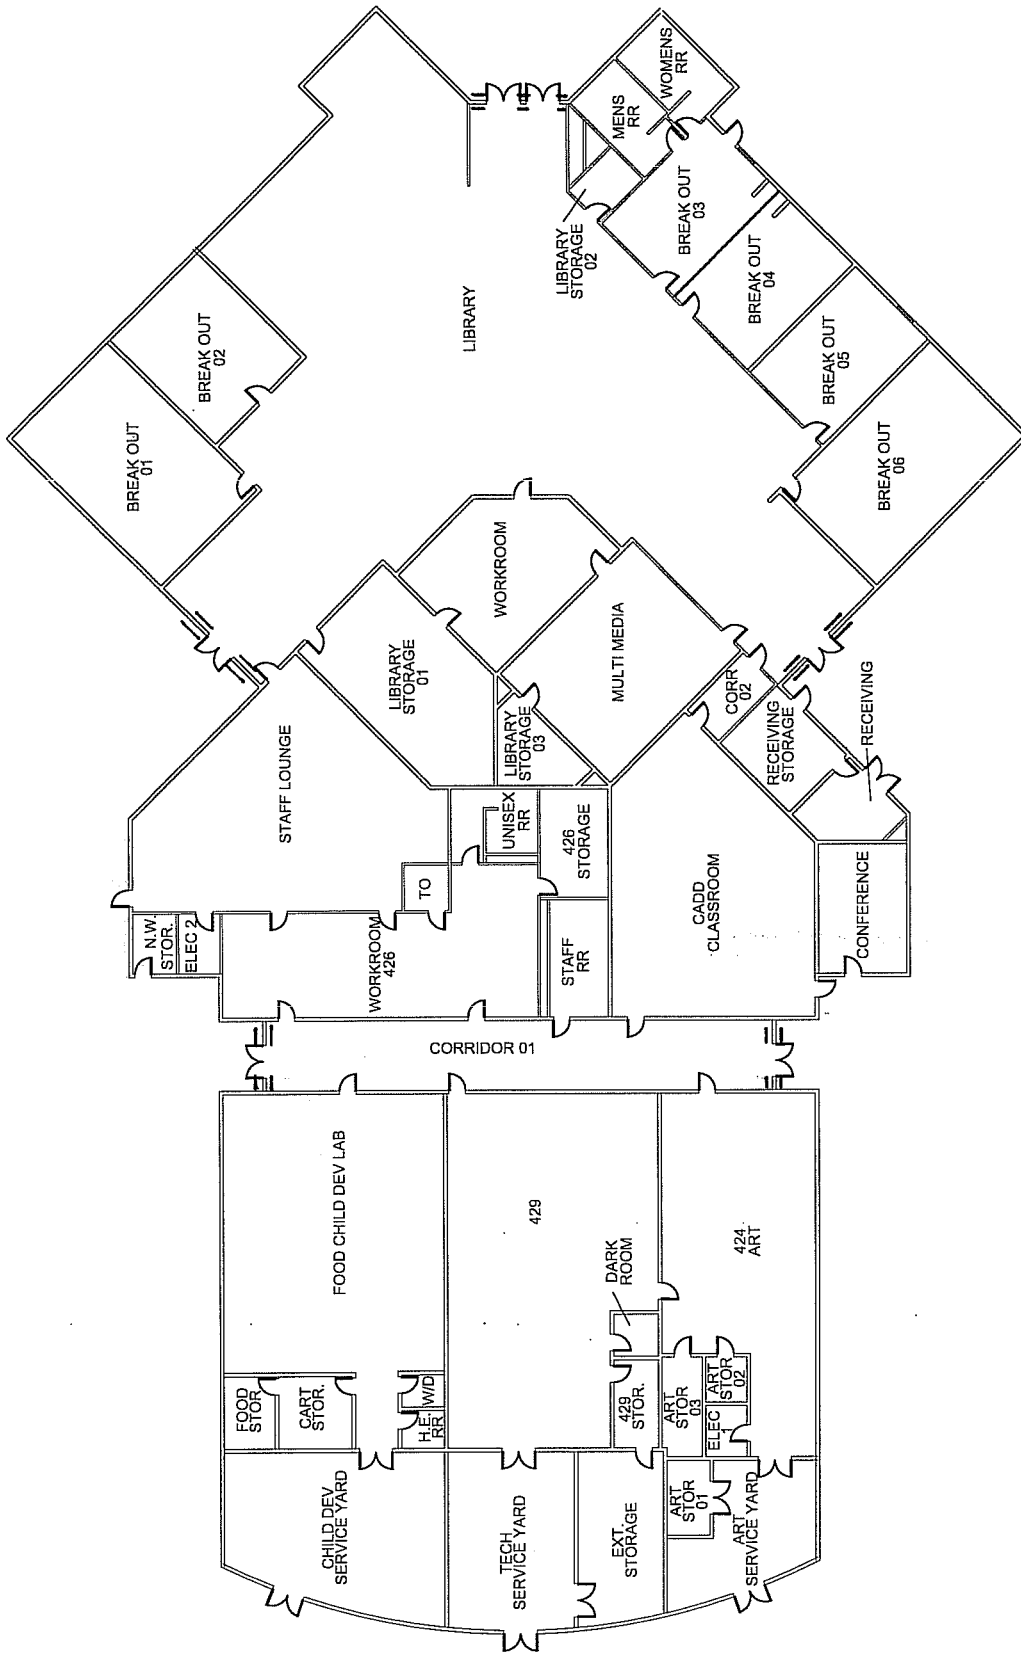 CHILD DEV
SERVICE YARD
TECH
SERVICE YARD
EXT.
STORAGE
ART
SERVICE YARD
ART
STOR
01
FOOD
STOR.
CART
STOR.
H.E.
RR
W/D
429
STOR.
ART
STOR
03
ELEC
1
ART
STOR
02
DARK
ROOM
FOOD CHILD DEV LAB
429
424
ART
CORRIDOR 01
N.W.
STOR.
ELEC 2
WORKROOM
426
STAFF
RR
TO
UNISEX
RR
426
STORAGE
CADD
CLASSROOM
CONFERENCE
STAFF LOUNGE
LIBRARY
STORAGE
01
LIBRARY
STORAGE
03
MULTI MEDIA
CORR
02
RECEIVING
STORAGE
RECEIVING
WORKROOM
BREAK OUT
01
BREAK OUT
02
LIBRARY
LIBRARY
STORAGE
02
MENS
RR
WOMENS
RR
BREAK OUT
03
BREAK OUT
04
BREAK OUT
05
BREAK OUT
06